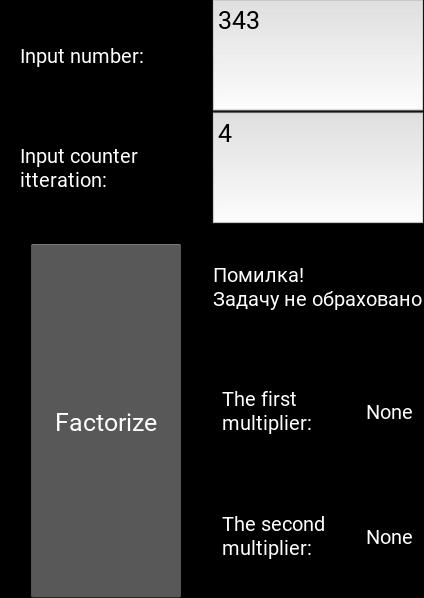 Input number:
343
Input counter
itteration:
4
Помилка!
Задачу не обраховано
Factorize
The first
multiplier:
None
The second
multiplier:
None